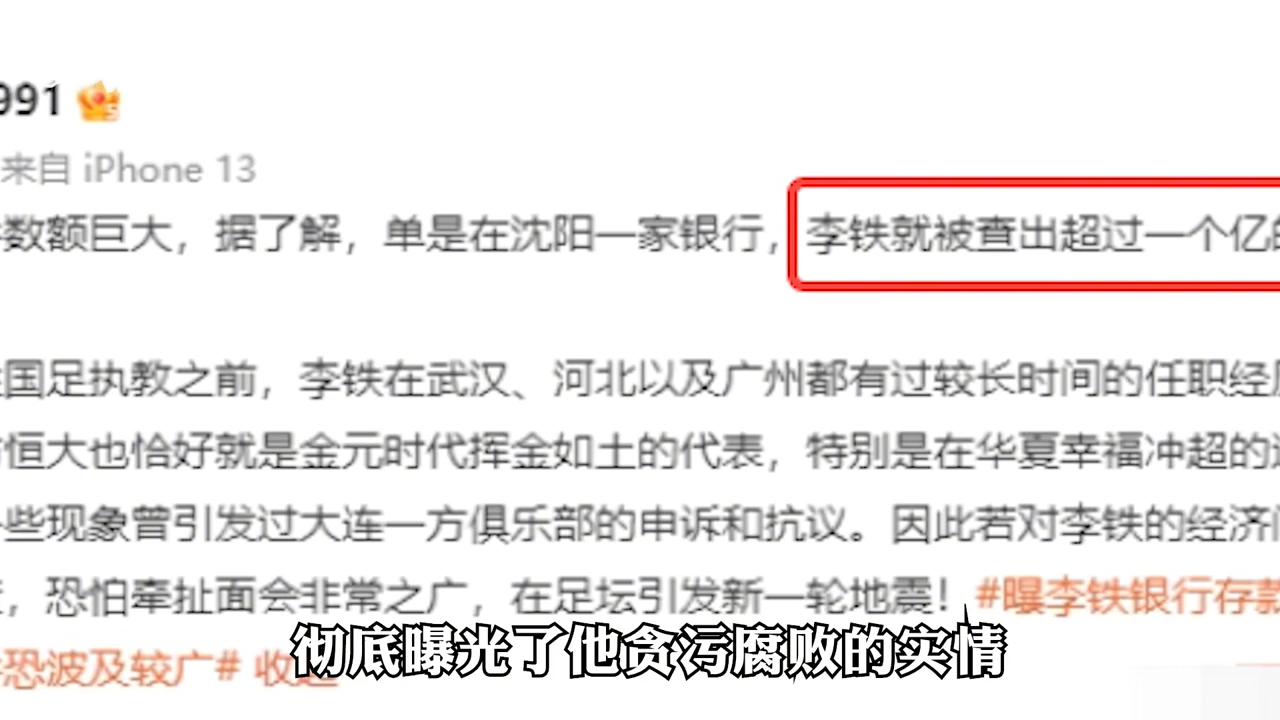 991
来自 iPhone 13
数额巨大，据了解，单是在沈阳一家银行，李铁就被查出超过一个亿的
国足执教之前，李铁在武汉、河北以及广州都有过较长时间的任职经历
恒大也恰好就是金元时代挥金如土的代表，特别是在华夏幸福冲超的
些现象曾引发过大连一方俱乐部的申诉和抗议。因此若对李铁的经济
，恐怕牵扯面会非常之广，在足坛引发新一轮地震！#曝李铁银行存款
恐波及较广# 收起
彻底曝光了他贪污腐败的实情